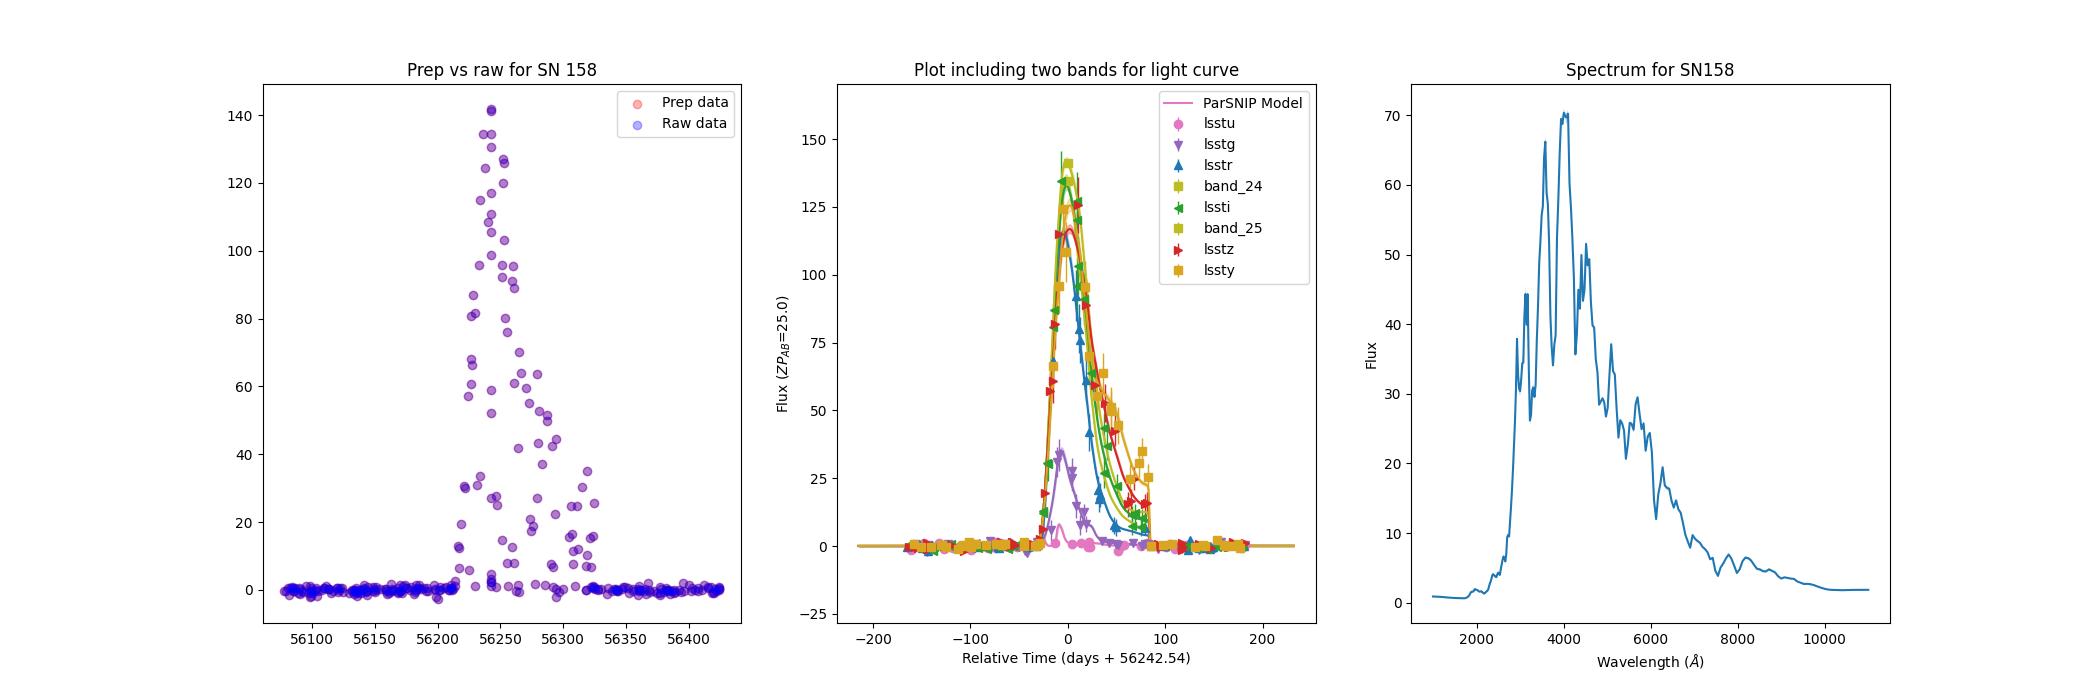 Prep vs raw for SN 158
Prep data
Raw data
140
120
100
80
60
40
20
0
56100 56150 56200 56250 56300 56350 56400
Plot including two bands for light curve
ParSNIP Model
lsstu
lsstg
lsstr
band_24
lssti
band_25
lsstz
lssty
Flux (ZP_AB=25.0)
150
125
100
75
50
25
0
−25
−200 −100 0 100 200
Relative Time (days + 56242.54)
Spectrum for SN158
Flux
70
60
50
40
30
20
10
0
2000 4000 6000 8000 10000
Wavelength (Å)